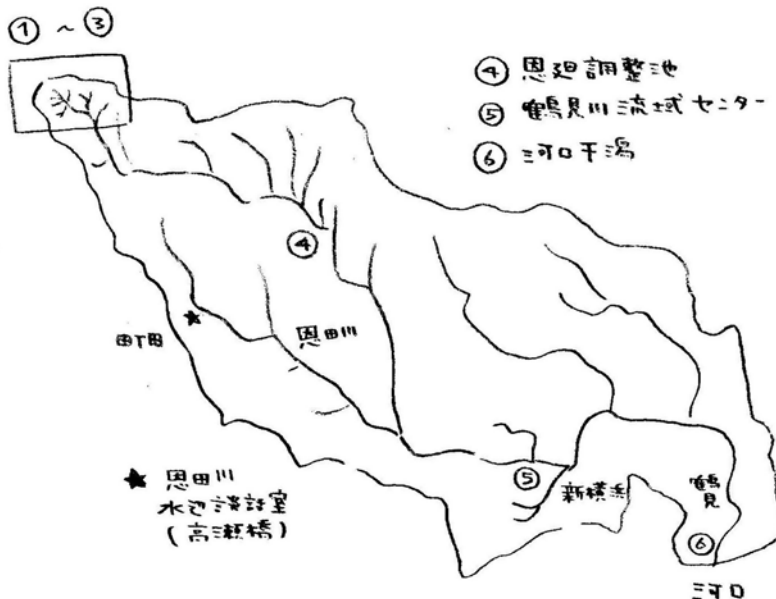 ① ~ ③
④ 恩廻調整池
⑤ 鶴見川流域センター
⑥ 河口干潟
④
町田
恩田川
★ 恩田川
水辺談話室
(高瀬橋)
⑤
新横浜
鶴見
⑥
河口